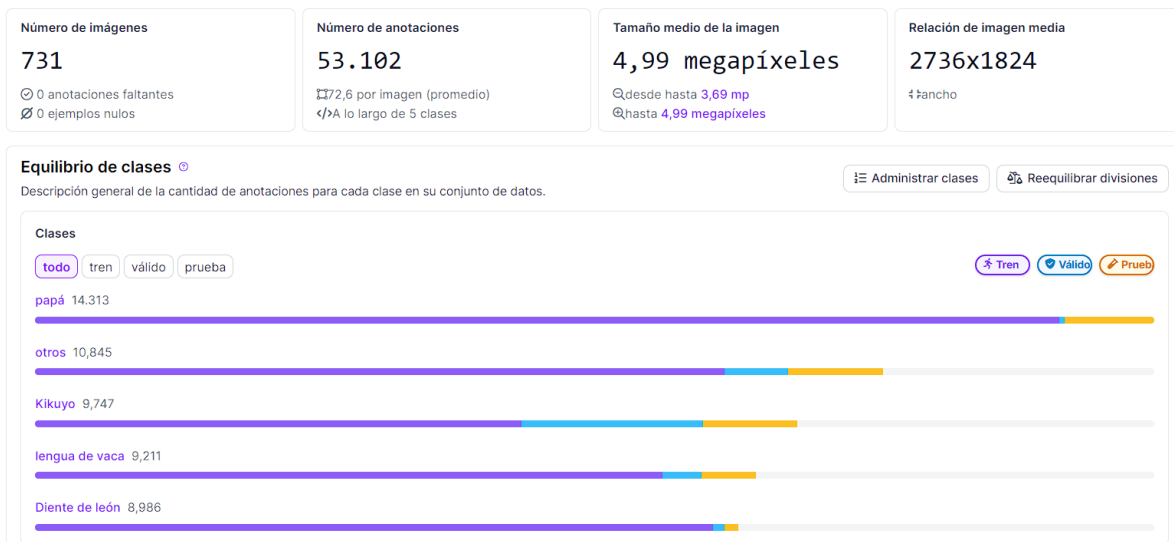 Número de imágenes
731
0 anotaciones faltantes
0 ejemplos nulos
Número de anotaciones
53.102
72,6 por imagen (promedio)
A lo largo de 5 clases
Tamaño medio de la imagen
4,99 megapíxeles
desde hasta 3,69 mp
hasta 4,99 megapíxeles
Relación de imagen media
2736x1824
ancho
Equilibrio de clases
Descripción general de la cantidad de anotaciones para cada clase en su conjunto de datos.
Administrar clases
Reequilibrar divisiones
Clases
todo tren válido prueba
Tren Válido Prueb
papá 14.313
otros 10,845
Kikuyo 9,747
lengua de vaca 9,211
Diente de león 8,986